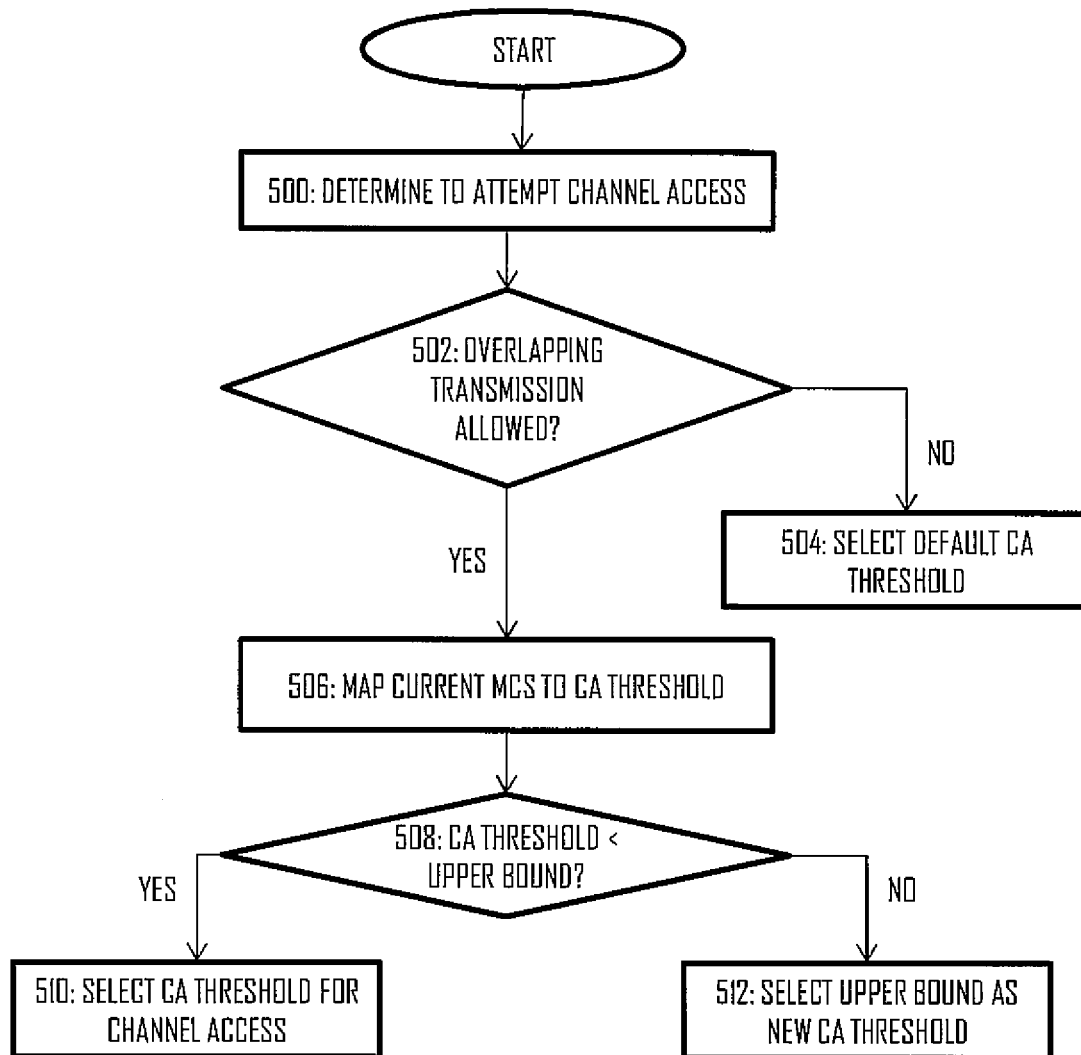 START
500: DETERMINE TO ATTEMPT CHANNEL ACCESS
502: OVERLAPPING
TRANSMISSION
ALLOWED?
NO
504: SELECT DEFAULT CA
THRESHOLD
YES
506: MAP CURRENT MCS TO CA THRESHOLD
508: CA THRESHOLD <
UPPER BOUND?
YES
NO
510: SELECT CA THRESHOLD FOR
CHANNEL ACCESS
512: SELECT UPPER BOUND AS
NEW CA THRESHOLD